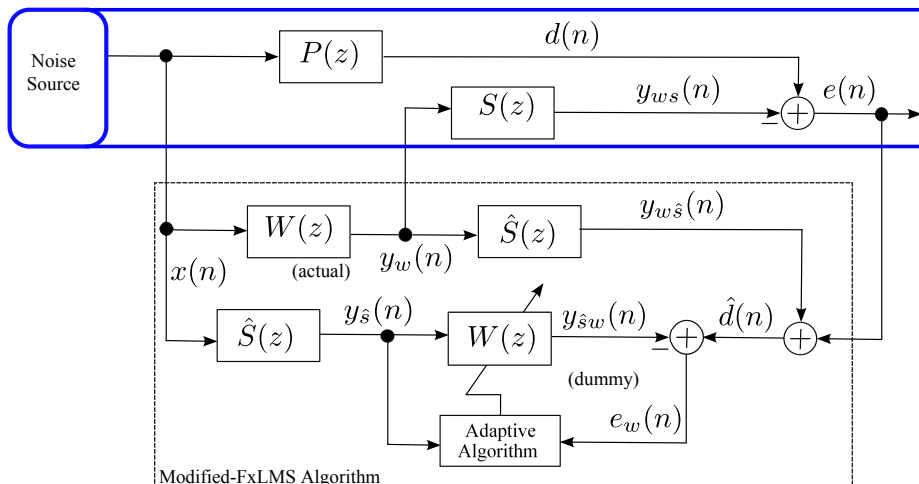 Noise
Source
P(z)
d(n)
S(z)
y_{ws}(n)
−
+
e(n)
x(n)
W(z)
(actual)
y_w(n)
Ŝ(z)
y_{wŝ}(n)
Ŝ(z)
y_ŝ(n)
W(z)
(dummy)
y_{ŝw}(n)
−
+
d̂(n)
+
e_w(n)
Adaptive
Algorithm
Modified-FxLMS Algorithm